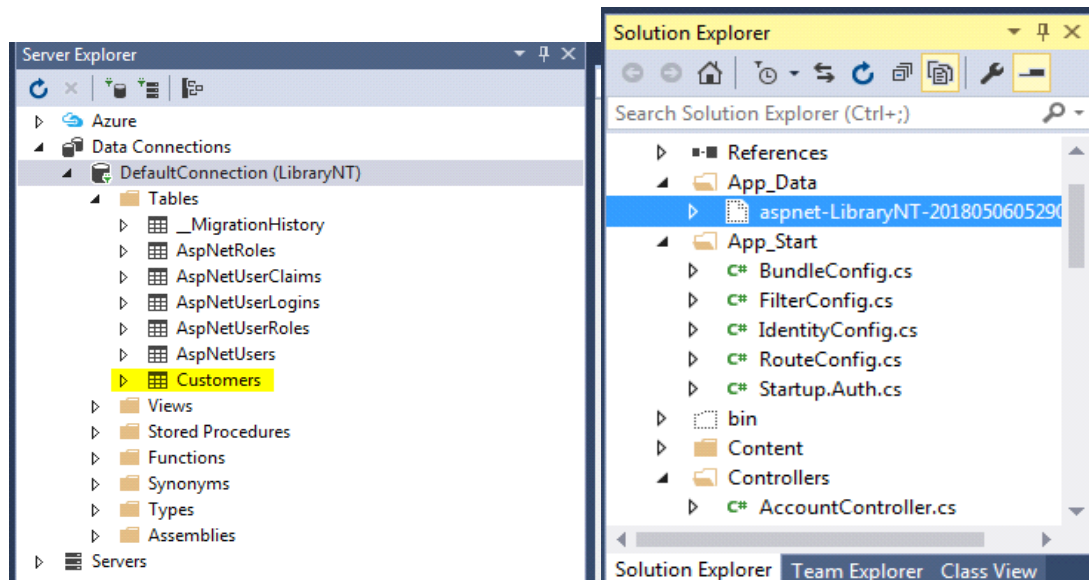 Server Explorer
Azure
Data Connections
DefaultConnection (LibraryNT)
Tables
__MigrationHistory
AspNetRoles
AspNetUserClaims
AspNetUserLogins
AspNetUserRoles
AspNetUsers
Customers
Views
Stored Procedures
Functions
Synonyms
Types
Assemblies
Servers
Solution Explorer
Search Solution Explorer (Ctrl+;)
References
App_Data
aspnet-LibraryNT-2018050605290
App_Start
C# BundleConfig.cs
C# FilterConfig.cs
C# IdentityConfig.cs
C# RouteConfig.cs
C# Startup.Auth.cs
bin
Content
Controllers
C# AccountController.cs
Solution Explorer Team Explorer Class View